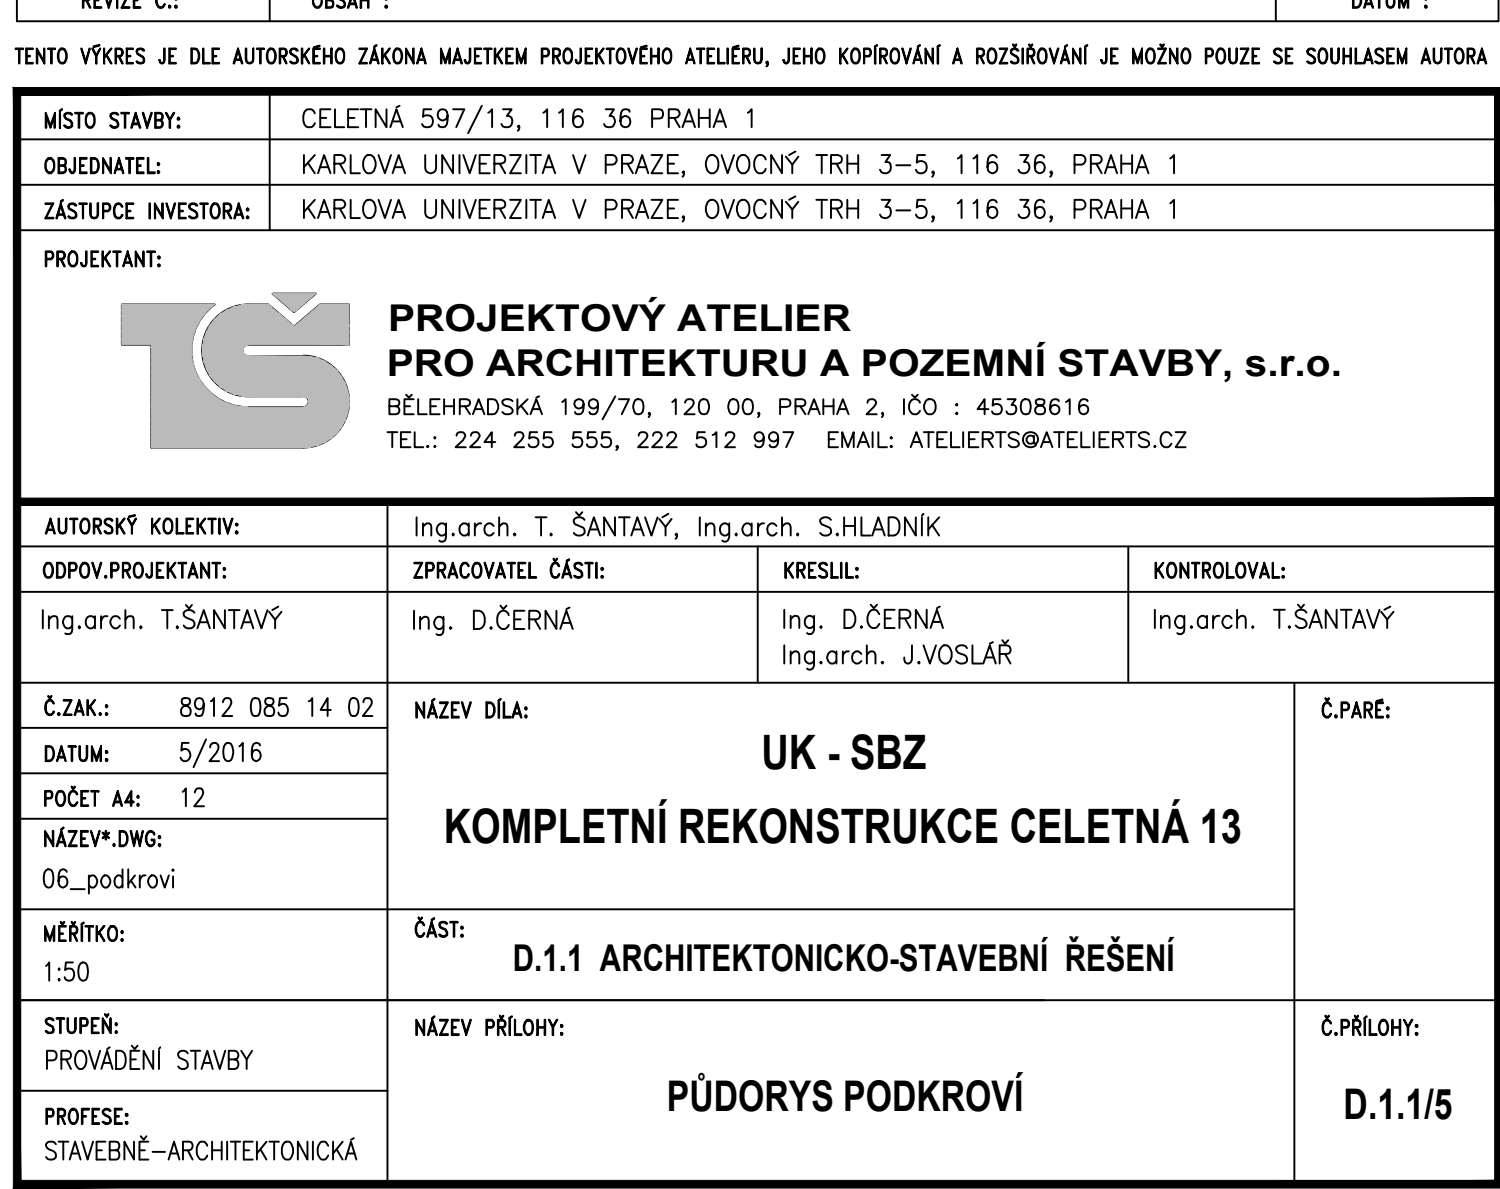 REVIZE Č.: OBSAH : DATUM :
TENTO VÝKRES JE DLE AUTORSKÉHO ZÁKONA MAJETKEM PROJEKTOVÉHO ATELIÉRU, JEHO KOPÍROVÁNÍ A ROZŠIŘOVÁNÍ JE MOŽNO POUZE SE SOUHLASEM AUTORA
MÍSTO STAVBY: CELETNÁ 597/13, 116 36 PRAHA 1
OBJEDNATEL: KARLOVA UNIVERZITA V PRAZE, OVOCNÝ TRH 3–5, 116 36, PRAHA 1
ZÁSTUPCE INVESTORA: KARLOVA UNIVERZITA V PRAZE, OVOCNÝ TRH 3–5, 116 36, PRAHA 1
PROJEKTANT:
TŠ
PROJEKTOVÝ ATELIER
PRO ARCHITEKTURU A POZEMNÍ STAVBY, s.r.o.
BĚLEHRADSKÁ 199/70, 120 00, PRAHA 2, IČO : 45308616
TEL.: 224 255 555, 222 512 997 EMAIL: ATELIERTS@ATELIERTS.CZ
AUTORSKÝ KOLEKTIV: Ing.arch. T. ŠANTAVÝ, Ing.arch. S.HLADNÍK
ODPOV.PROJEKTANT: ZPRACOVATEL ČÁSTI: KRESLIL: KONTROLOVAL:
Ing.arch. T.ŠANTAVÝ Ing. D.ČERNÁ Ing. D.ČERNÁ Ing.arch. T.ŠANTAVÝ
Ing.arch. J.VOSLÁŘ
Č.ZAK.: 8912 085 14 02
DATUM: 5/2016
POČET A4: 12
NÁZEV*.DWG:
06_podkrovi
NÁZEV DÍLA:
UK - SBZ
KOMPLETNÍ REKONSTRUKCE CELETNÁ 13
Č.PARÉ:
MĚŘÍTKO:
1:50
ČÁST:
D.1.1 ARCHITEKTONICKO-STAVEBNÍ ŘEŠENÍ
STUPEŇ:
PROVÁDĚNÍ STAVBY
PROFESE:
STAVEBNĚ–ARCHITEKTONICKÁ
NÁZEV PŘÍLOHY:
PŮDORYS PODKROVÍ
Č.PŘÍLOHY:
D.1.1/5